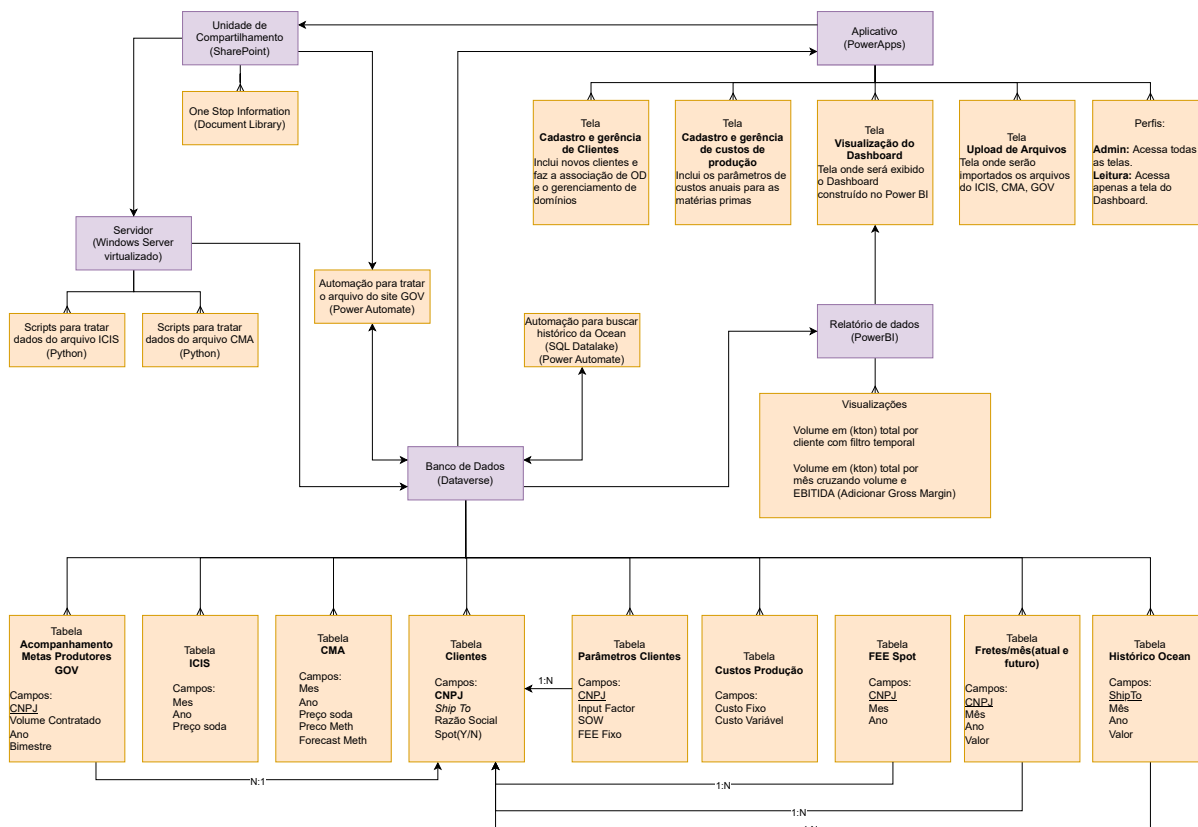 Unidade de
Compartilhamento
(SharePoint)
Aplicativo
(PowerApps)
One Stop Information
(Document Library)
Tela
Cadastro e gerência
de Clientes
Inclui novos clientes e
faz a associação de OD
e o gerenciamento de
domínios
Tela
Cadastro e gerência
de custos de
produção
Inclui os parâmetros de
custos anuais para as
matérias primas
Tela
Visualização do
Dashboard
Tela onde será exibido
o Dashboard
construído no Power BI
Tela
Upload de Arquivos
Tela onde serão
importados os arquivos
do ICIS, CMA, GOV
Perfis:
Admin: Acessa todas
as telas.
Leitura: Acessa
apenas a tela do
Dashboard.
Servidor
(Windows Server
virtualizado)
Automação para tratar
o arquivo do site GOV
(Power Automate)
Scripts para tratar
dados do arquivo ICIS
(Python)
Scripts para tratar
dados do arquivo CMA
(Python)
Automação para buscar
histórico da Ocean
(SQL Datalake)
(Power Automate)
Relatório de dados
(PowerBI)
Visualizações
Volume em (kton) total por
cliente com filtro temporal
Volume em (kton) total por
mês cruzando volume e
EBITIDA (Adicionar Gross Margin)
Banco de Dados
(Dataverse)
Tabela
Acompanhamento
Metas Produtores
GOV
Campos:
CNPJ
Volume Contratado
Ano
Bimestre
Tabela
ICIS
Campos:
Mes
Ano
Preço soda
Tabela
CMA
Campos:
Mes
Ano
Preço soda
Preco Meth
Forecast Meth
Tabela
Clientes
Campos:
CNPJ
Ship To
Razão Social
Spot(Y/N)
1:N
Tabela
Parâmetros Clientes
Campos:
CNPJ
Input Factor
SOW
FEE Fixo
Tabela
Custos Produção
Campos:
Custo Fixo
Custo Variável
Tabela
FEE Spot
Campos:
CNPJ
Mes
Ano
Tabela
Fretes/mês(atual e
futuro)
Campos:
CNPJ
Mês
Ano
Valor
Tabela
Histórico Ocean
Campos:
ShipTo
Mês
Ano
Valor
N:1
1:N
1:N